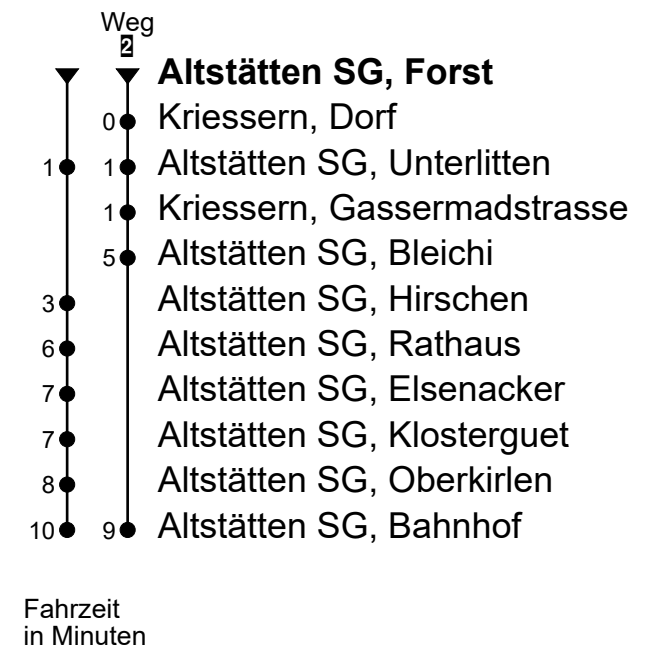 Weg
2
Altstätten SG, Forst
0 Kriessern, Dorf
1 1 Altstätten SG, Unterlitten
1 Kriessern, Gassermadstrasse
5 Altstätten SG, Bleichi
3 Altstätten SG, Hirschen
6 Altstätten SG, Rathaus
7 Altstätten SG, Elsenacker
7 Altstätten SG, Klosterguet
8 Altstätten SG, Oberkirlen
10 9 Altstätten SG, Bahnhof
Fahrzeit
in Minuten